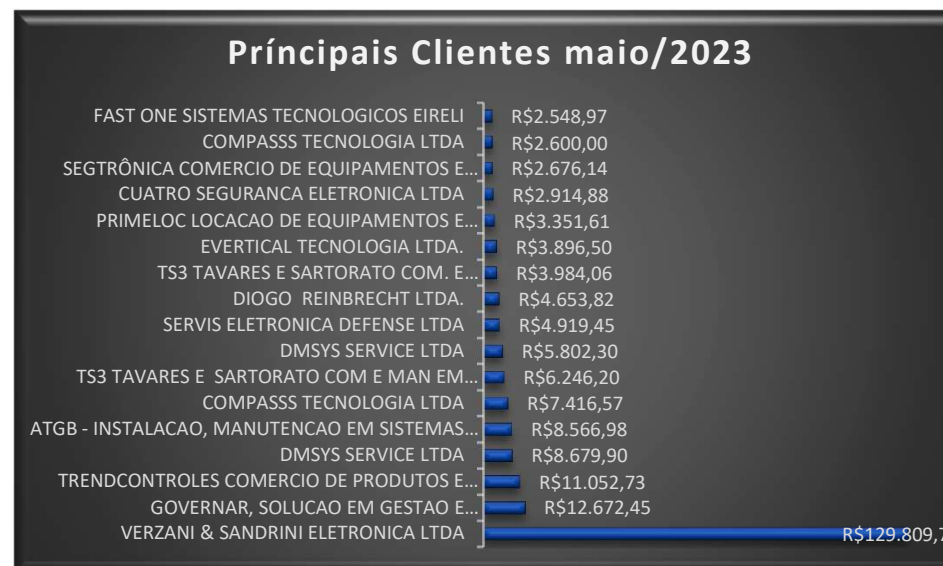 Príncipais Clientes maio/2023
FAST ONE SISTEMAS TECNOLOGICOS EIRELI R$2.548,97
COMPASSS TECNOLOGIA LTDA R$2.600,00
SEGTRÔNICA COMERCIO DE EQUIPAMENTOS E... R$2.676,14
CUATRO SEGURANCA ELETRONICA LTDA R$2.914,88
PRIMELOC LOCACAO DE EQUIPAMENTOS E... R$3.351,61
EVERTICAL TECNOLOGIA LTDA. R$3.896,50
TS3 TAVARES E SARTORATO COM. E... R$3.984,06
DIOGO  REINBRECHT LTDA. R$4.653,82
SERVIS ELETRONICA DEFENSE LTDA R$4.919,45
DMSYS SERVICE LTDA R$5.802,30
TS3 TAVARES E  SARTORATO COM E MAN EM... R$6.246,20
COMPASSS TECNOLOGIA LTDA R$7.416,57
ATGB - INSTALACAO, MANUTENCAO EM SISTEMAS... R$8.566,98
DMSYS SERVICE LTDA R$8.679,90
TRENDCONTROLES COMERCIO DE PRODUTOS E... R$11.052,73
GOVERNAR, SOLUCAO EM GESTAO E... R$12.672,45
VERZANI & SANDRINI ELETRONICA LTDA R$129.809,7